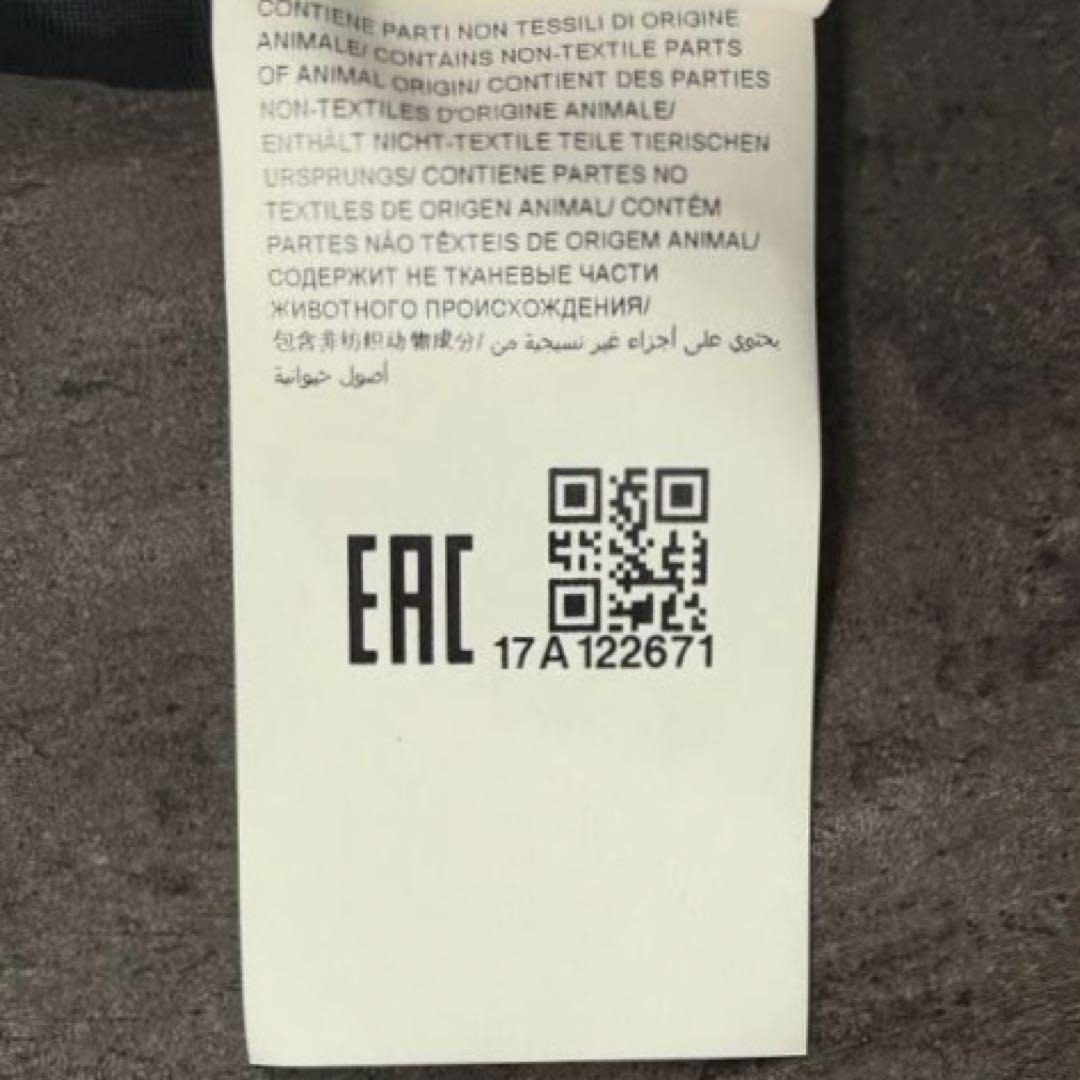 CONTIENE PARTI NON TESSILI DI ORIGINE
ANIMALE/ CONTAINS NON-TEXTILE PARTS
OF ANIMAL ORIGIN/ CONTIENT DES PARTIES
NON-TEXTILES D'ORIGINE ANIMALE/
ENTHÄLT NICHT-TEXTILE TEILE TIERISCHEN
URSPRUNGS/ CONTIENE PARTES NO
TEXTILES DE ORIGEN ANIMAL/ CONTÉM
PARTES NÃO TÊXTEIS DE ORIGEM ANIMAL/
СОДЕРЖИТ НЕ ТКАНЕВЫЕ ЧАСТИ
ЖИВОТНОГО ПРОИСХОЖДЕНИЯ/
包含非纺织动物成分/ يحتوي على أجزاء غير نسيجية من
أصول حيوانية
EAC
17A122671